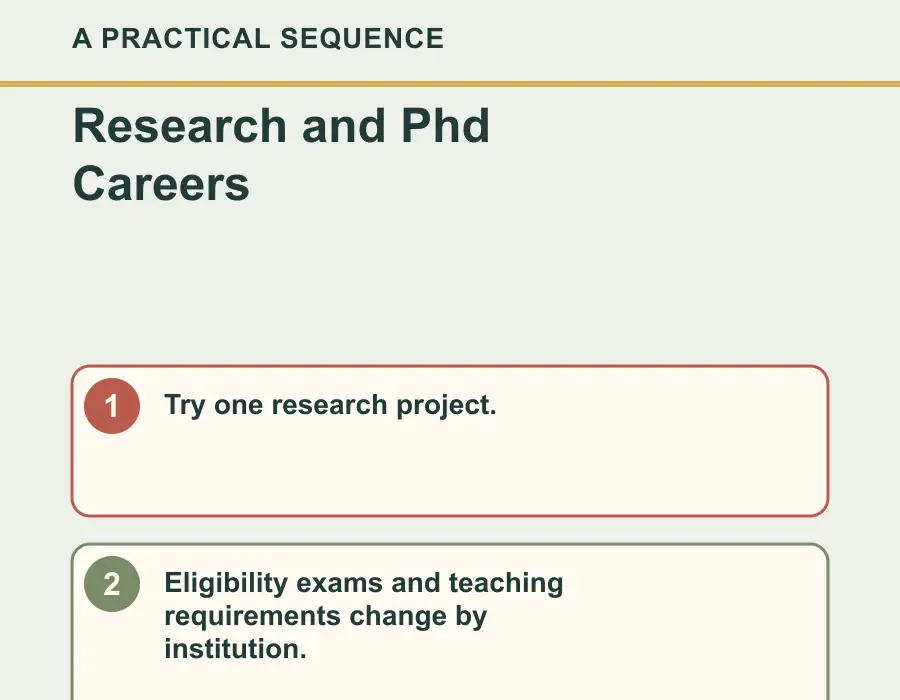 A PRACTICAL SEQUENCE
Research and Phd
Careers
1
Try one research project.
2
Eligibility exams and teaching
requirements change by
institution.